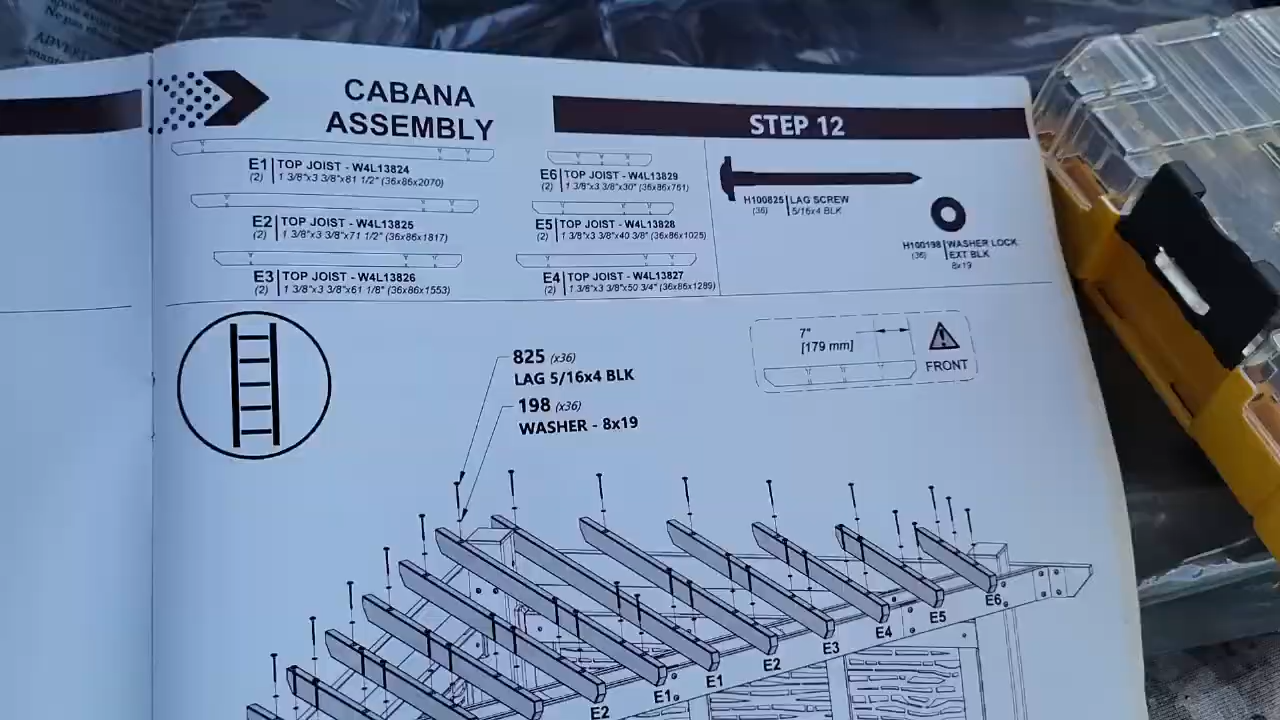 Ne pas
ADVERT
CABANA
ASSEMBLY
STEP 12
E1 TOP JOIST - W4L13824
(2) 1 3/8"x3 3/8"x81 1/2" (36x86x2070)
E2 TOP JOIST - W4L13825
(2) 1 3/8"x3 3/8"x71 1/2" (36x86x1817)
E3 TOP JOIST - W4L13826
(2) 1 3/8"x3 3/8"x61 1/8" (36x86x1553)
E6 TOP JOIST - W4L13829
(2) 1 3/8"x3 3/8"x30" (36x86x761)
E5 TOP JOIST - W4L13828
(2) 1 3/8"x3 3/8"x40 3/8" (36x86x1025)
E4 TOP JOIST - W4L13827
(2) 1 3/8"x3 3/8"x50 3/4" (36x86x1289)
H100825 LAG SCREW
(36) 5/16x4 BLK
H100198 WASHER LOCK
(36) EXT BLK
8x19
825 (x36)
LAG 5/16x4 BLK
198 (x36)
WASHER - 8x19
7"
[179 mm]
FRONT
E6
E5
E4
E3
E2
E1
E1
E2